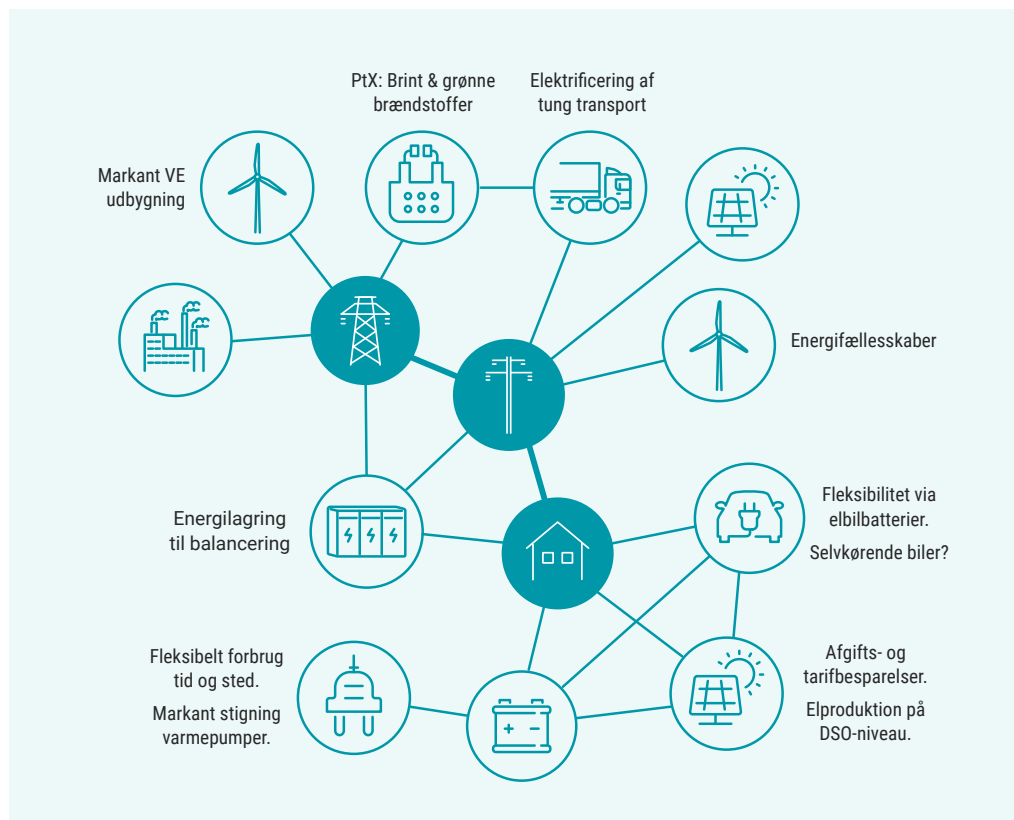 PtX: Brint & grønne
brændstoffer
Elektrificering af
tung transport
Markant VE
udbygning
Energifællesskaber
Fleksibilitet via
elbilbatterier.
Selvkørende biler?
Energilagring
til balancering
Fleksibelt forbrug
tid og sted.
Markant stigning
varmepumper.
Afgifts- og
tarifbesparelser.
Elproduktion på
DSO-niveau.